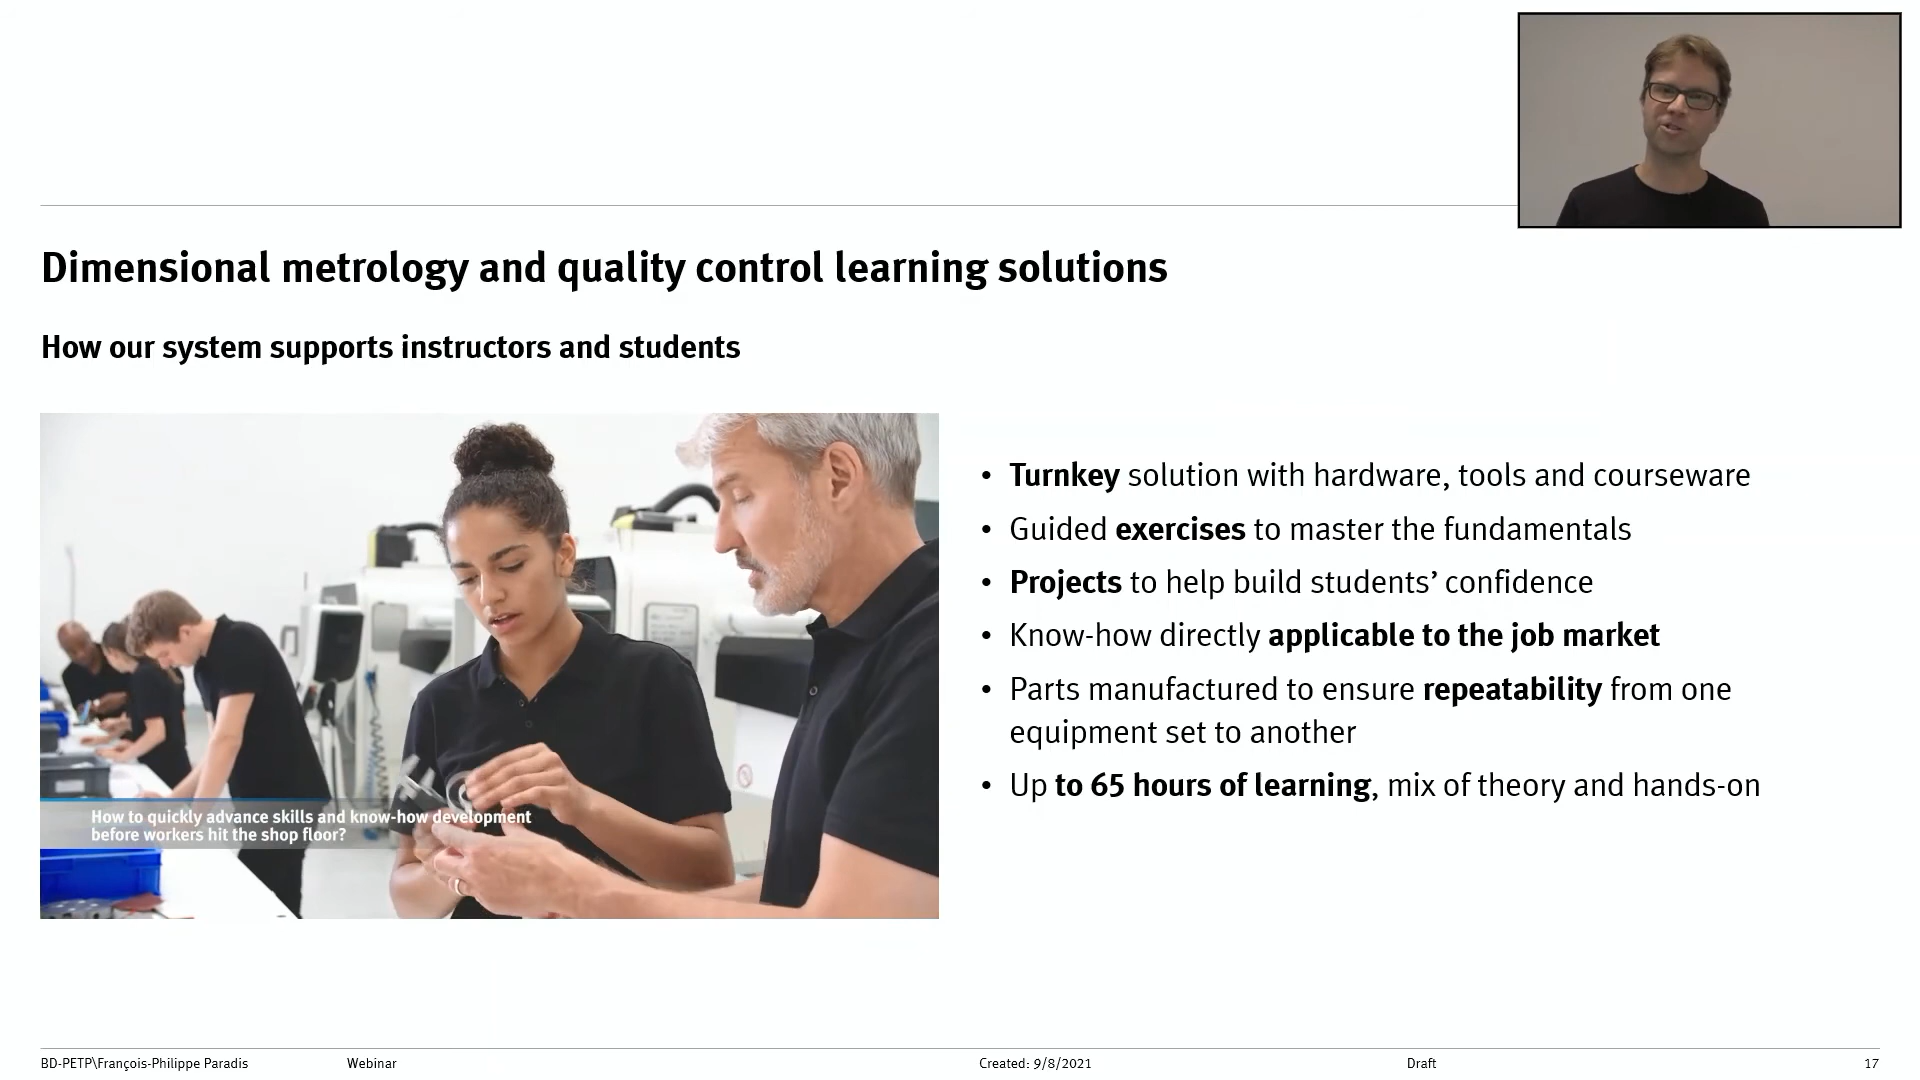 Dimensional metrology and quality control learning solutions
How our system supports instructors and students
How to quickly advance skills and know-how development
before workers hit the shop floor?
• Turnkey solution with hardware, tools and courseware
• Guided exercises to master the fundamentals
• Projects to help build students’ confidence
• Know-how directly applicable to the job market
• Parts manufactured to ensure repeatability from one
equipment set to another
• Up to 65 hours of learning, mix of theory and hands-on
BD-PETP\François-Philippe Paradis Webinar Created: 9/8/2021 Draft 17